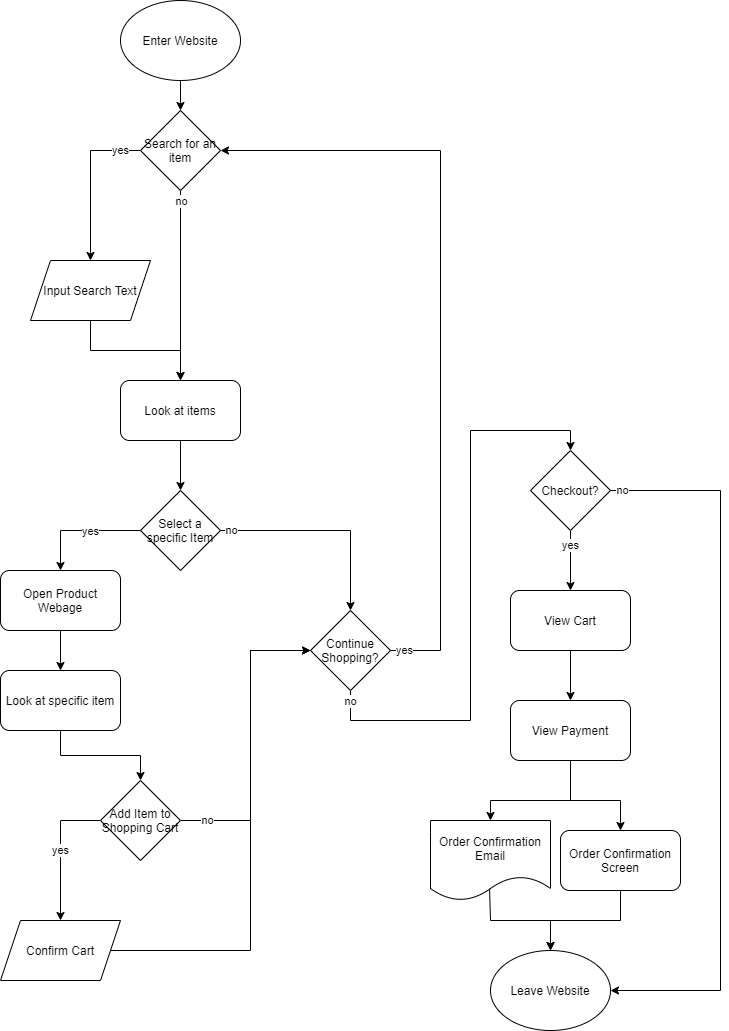 Enter Website
Search for an
item
yes
no
Input Search Text
Look at items
Select a
specific Item
yes
no
Open Product
Webage
Look at specific item
Add Item to
Shopping Cart
yes
no
Confirm Cart
Continue
Shopping?
yes
no
Checkout?
no
yes
View Cart
View Payment
Order Confirmation
Email
Order Confirmation
Screen
Leave Website